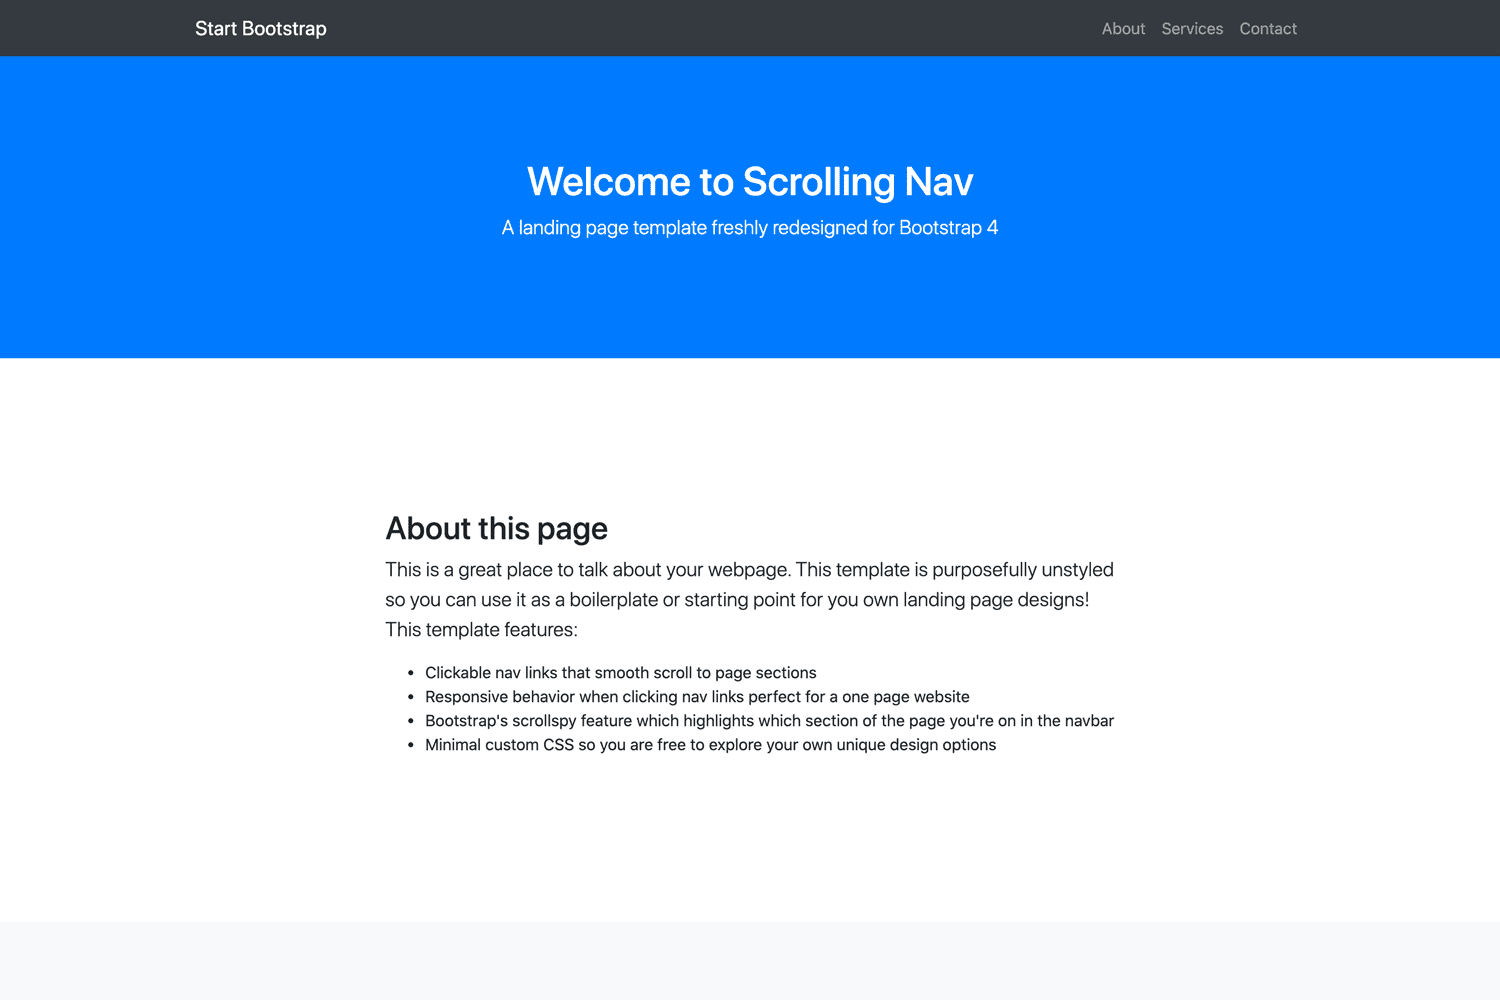 Start Bootstrap
About Services Contact
Welcome to Scrolling Nav
A landing page template freshly redesigned for Bootstrap 4
About this page
This is a great place to talk about your webpage. This template is purposefully unstyled
so you can use it as a boilerplate or starting point for you own landing page designs!
This template features:
• Clickable nav links that smooth scroll to page sections
• Responsive behavior when clicking nav links perfect for a one page website
• Bootstrap's scrollspy feature which highlights which section of the page you're on in the navbar
• Minimal custom CSS so you are free to explore your own unique design options